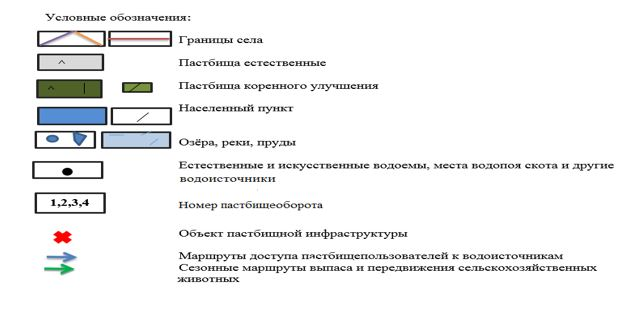 Условные обозначения:
Границы села
Пастбища естественные
Пастбища коренного улучшения
Населенный пункт
Озёра, реки, пруды
Естественные и искусственные водоемы, места водопоя скота и другие
водоисточники
1,2,3,4
Номер пастбищеоборота
Объект пастбищной инфраструктуры
Маршруты доступа пастбищепользователей к водоисточникам
Сезонные маршруты выпаса и передвижения сельскохозяйственных
животных